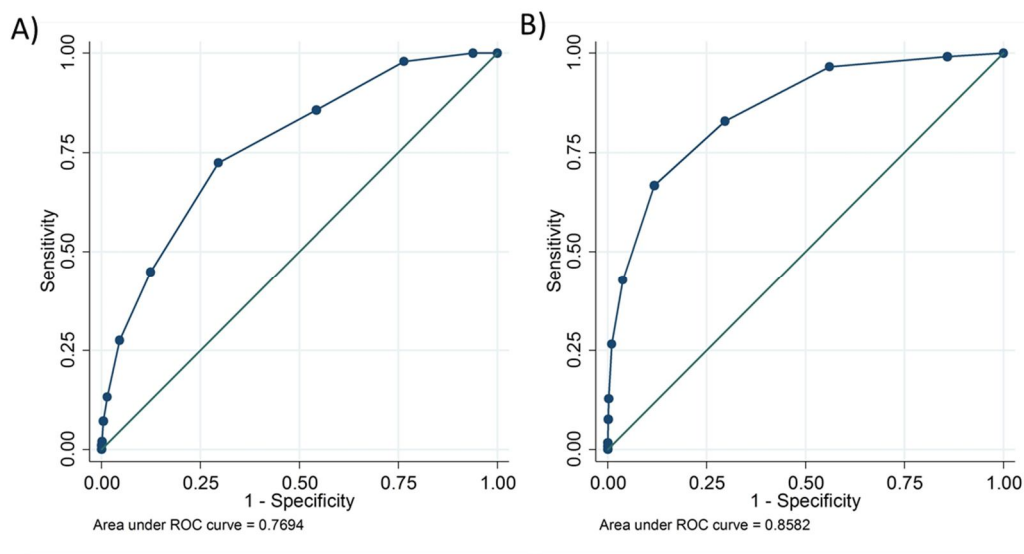 A)
1.00
0.75
0.50
0.25
0.00
Sensitivity
0.00 0.25 0.50 0.75 1.00
1 - Specificity
Area under ROC curve = 0.7694
B)
1.00
0.75
0.50
0.25
0.00
Sensitivity
0.00 0.25 0.50 0.75 1.00
1 - Specificity
Area under ROC curve = 0.8582